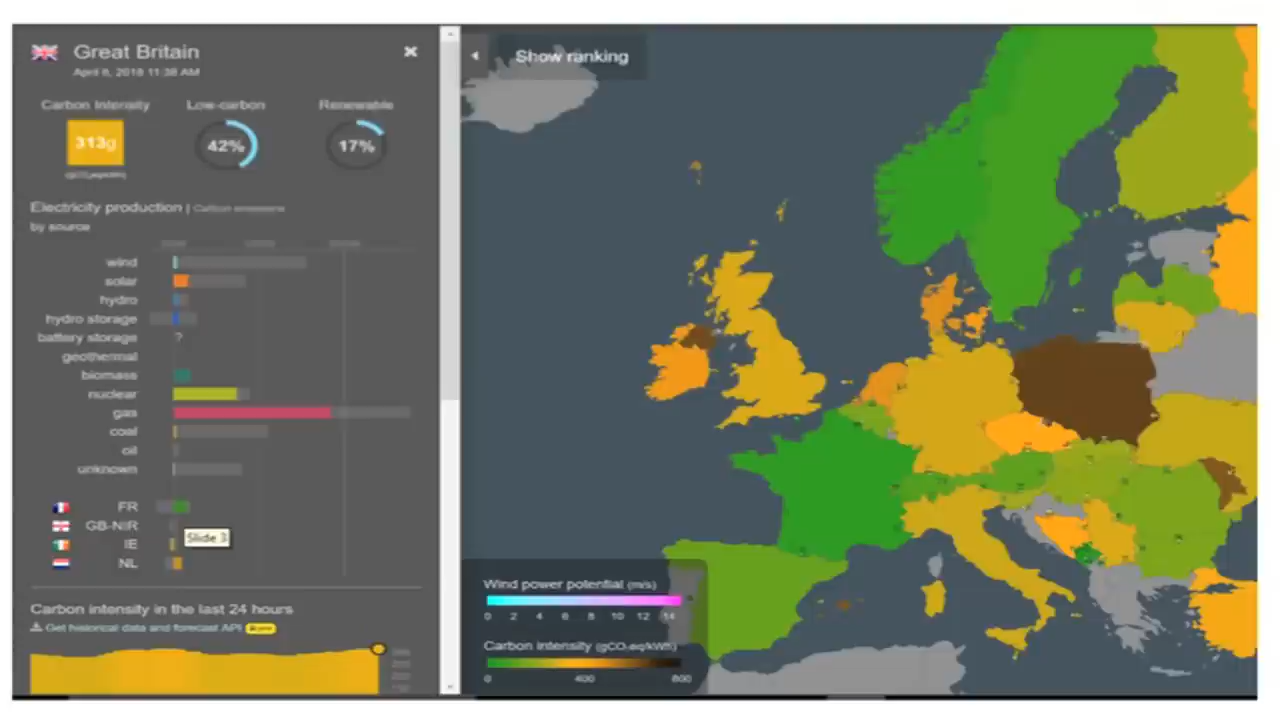 Great Britain
April 8, 2018 11:38 AM
Carbon Intensity
Low-carbon
Renewable
313g
42%
17%
Electricity production | Carbon emissions
by source
wind
solar
hydro
hydro storage
battery storage
?
geothermal
biomass
nuclear
gas
coal
oil
unknown
FR
GB-NIR
IE
NL
Slide 3
Carbon intensity in the last 24 hours
Get historical data and forecast API
Show ranking
Wind power potential (m/s)
0 2 4 6 8 10 12 14
Carbon intensity (gCO₂eq/kWh)
0 400 800